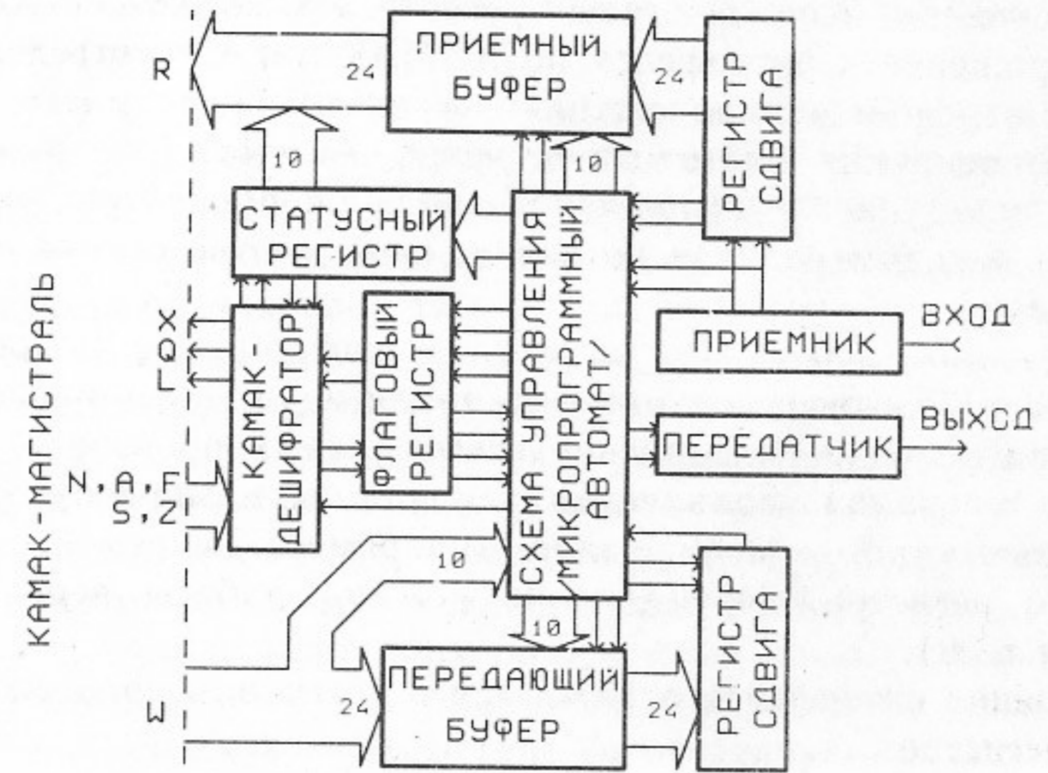 R
24
ПРИЕМНЫЙ
БУФЕР
24
РЕГИСТР
СДВИГА
10
10
СТАТУСНЫЙ
РЕГИСТР
КАМАК-МАГИСТРАЛЬ
X
Q
L
КАМАК
ДЕШИФРАТОР
ФЛАГОВЫЙ
РЕГИСТР
СХЕМА УПРАВЛЕНИЯ
/МИКРОПРОГРАММНЫЙ
АВТОМАТ/
ПРИЕМНИК
ВХОД
ПЕРЕДАТЧИК
ВЫХОД
N,A,F
S,Z
10
10
W
24
ПЕРЕДАЮЩИЙ
БУФЕР
24
РЕГИСТР
СДВИГА